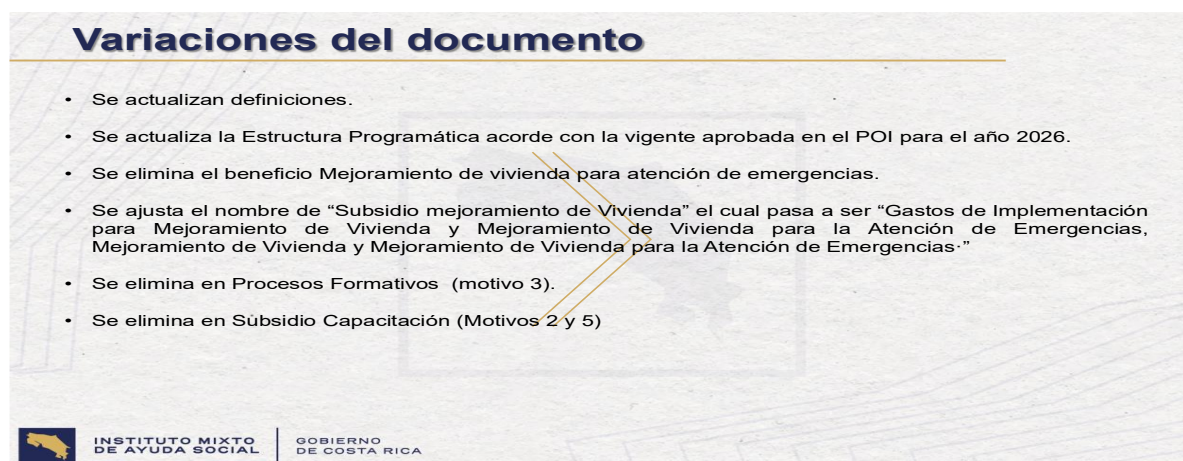 Variaciones del documento
• Se actualizan definiciones.
• Se actualiza la Estructura Programática acorde con la vigente aprobada en el POI para el año 2026.
• Se elimina el beneficio Mejoramiento de vivienda para atención de emergencias.
• Se ajusta el nombre de “Subsidio mejoramiento de Vivienda” el cual pasa a ser “Gastos de Implementación
para Mejoramiento de Vivienda y Mejoramiento de Vivienda para la Atención de Emergencias,
Mejoramiento de Vivienda y Mejoramiento de Vivienda para la Atención de Emergencias·”
• Se elimina en Procesos Formativos (motivo 3).
• Se elimina en Subsidio Capacitación (Motivos 2 y 5)
INSTITUTO MIXTO
DE AYUDA SOCIAL
GOBIERNO
DE COSTA RICA